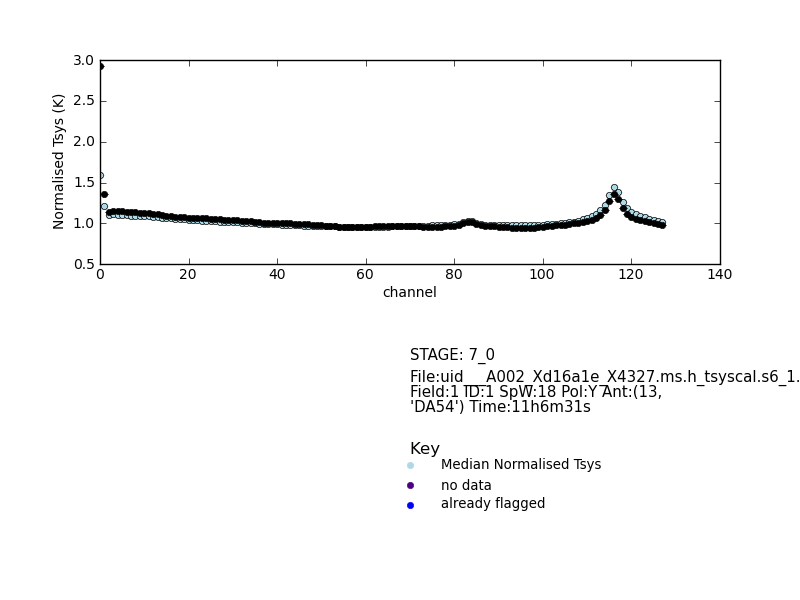 3.0
2.5
2.0
1.5
1.0
0.5
Normalised Tsys (K)
0 20 40 60 80 100 120 140
channel
STAGE: 7_0
File:uid___A002_Xd16a1e_X4327.ms.h_tsyscal.s6_1.
Field:1 ID:1 SpW:18 Pol:Y Ant:(13,
'DA54') Time:11h6m31s
Key
Median Normalised Tsys
no data
already flagged